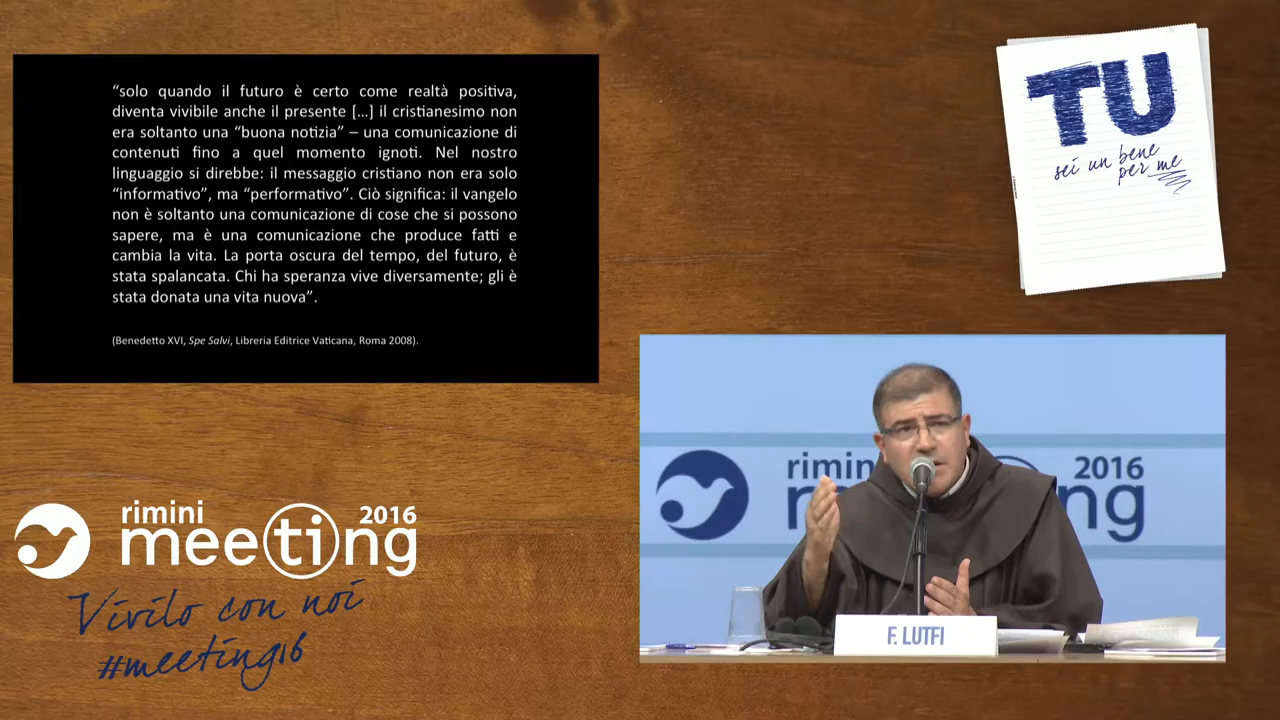 “solo quando il futuro è certo come realtà positiva,
diventa vivibile anche il presente […] il cristianesimo non
era soltanto una “buona notizia” – una comunicazione di
contenuti fino a quel momento ignoti. Nel nostro
linguaggio si direbbe: il messaggio cristiano non era solo
“informativo”, ma “performativo”. Ciò significa: il vangelo
non è soltanto una comunicazione di cose che si possono
sapere, ma è una comunicazione che produce fatti e
cambia la vita. La porta oscura del tempo, del futuro, è
stata spalancata. Chi ha speranza vive diversamente; gli è
stata donata una vita nuova”.
(Benedetto XVI, Spe Salvi, Libreria Editrice Vaticana, Roma 2008).
TU
sei un bene
per me
rimini 2016
meeting
Vivilo con noi
#meeting16
rimin 2016
m ng
F. LUTFI